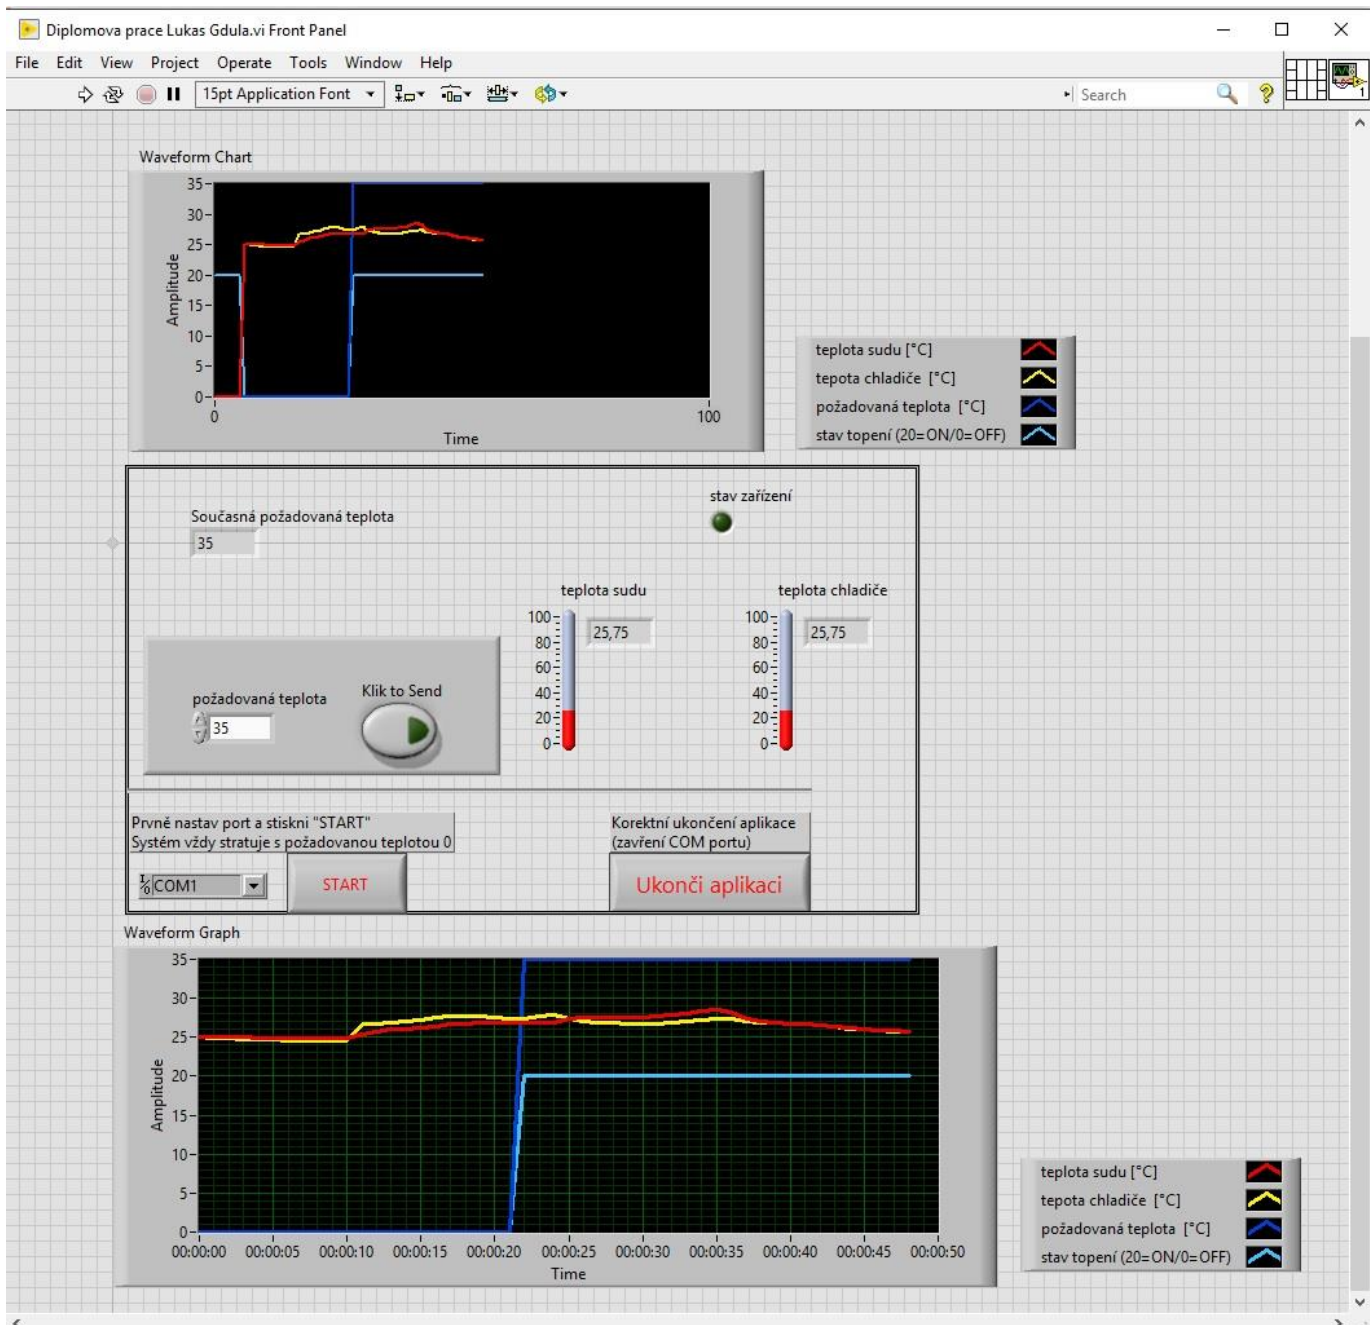 Diplomova prace Lukas Gdula.vi Front Panel
File Edit View Project Operate Tools Window Help
15pt Application Font
Search
1
Waveform Chart
35
30
25
20
15
10
5
0
Amplitude
0 100
Time
teplota sudu [°C]
tepota chladiče [°C]
požadovaná teplota [°C]
stav topení (20=ON/0=OFF)
stav zařízení
Současná požadovaná teplota
35
teplota sudu
100
80
60
40
20
0
25,75
teplota chladiče
100
80
60
40
20
0
25,75
požadovaná teplota
35
Klik to Send
Prvně nastav port a stiskni "START"
Systém vždy stratuje s požadovanou teplotou 0
COM1
START
Korektní ukončení aplikace
(zavření COM portu)
Ukonči aplikaci
Waveform Graph
35
30
25
20
15
10
5
0
Amplitude
00:00:00 00:00:05 00:00:10 00:00:15 00:00:20 00:00:25 00:00:30 00:00:35 00:00:40 00:00:45 00:00:50
Time
teplota sudu [°C]
tepota chladiče [°C]
požadovaná teplota [°C]
stav topení (20=ON/0=OFF)